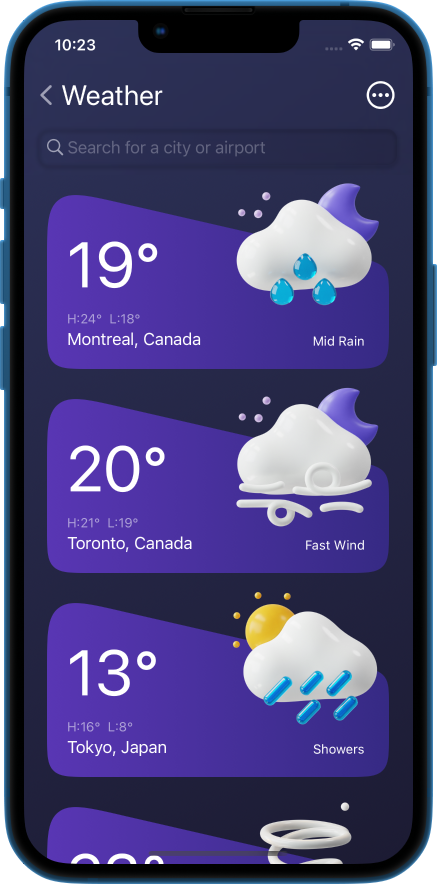 10:23
Weather
Search for a city or airport
19°
H:24° L:18°
Montreal, Canada
Mid Rain
20°
H:21° L:19°
Toronto, Canada
Fast Wind
13°
H:16° L:8°
Tokyo, Japan
Showers